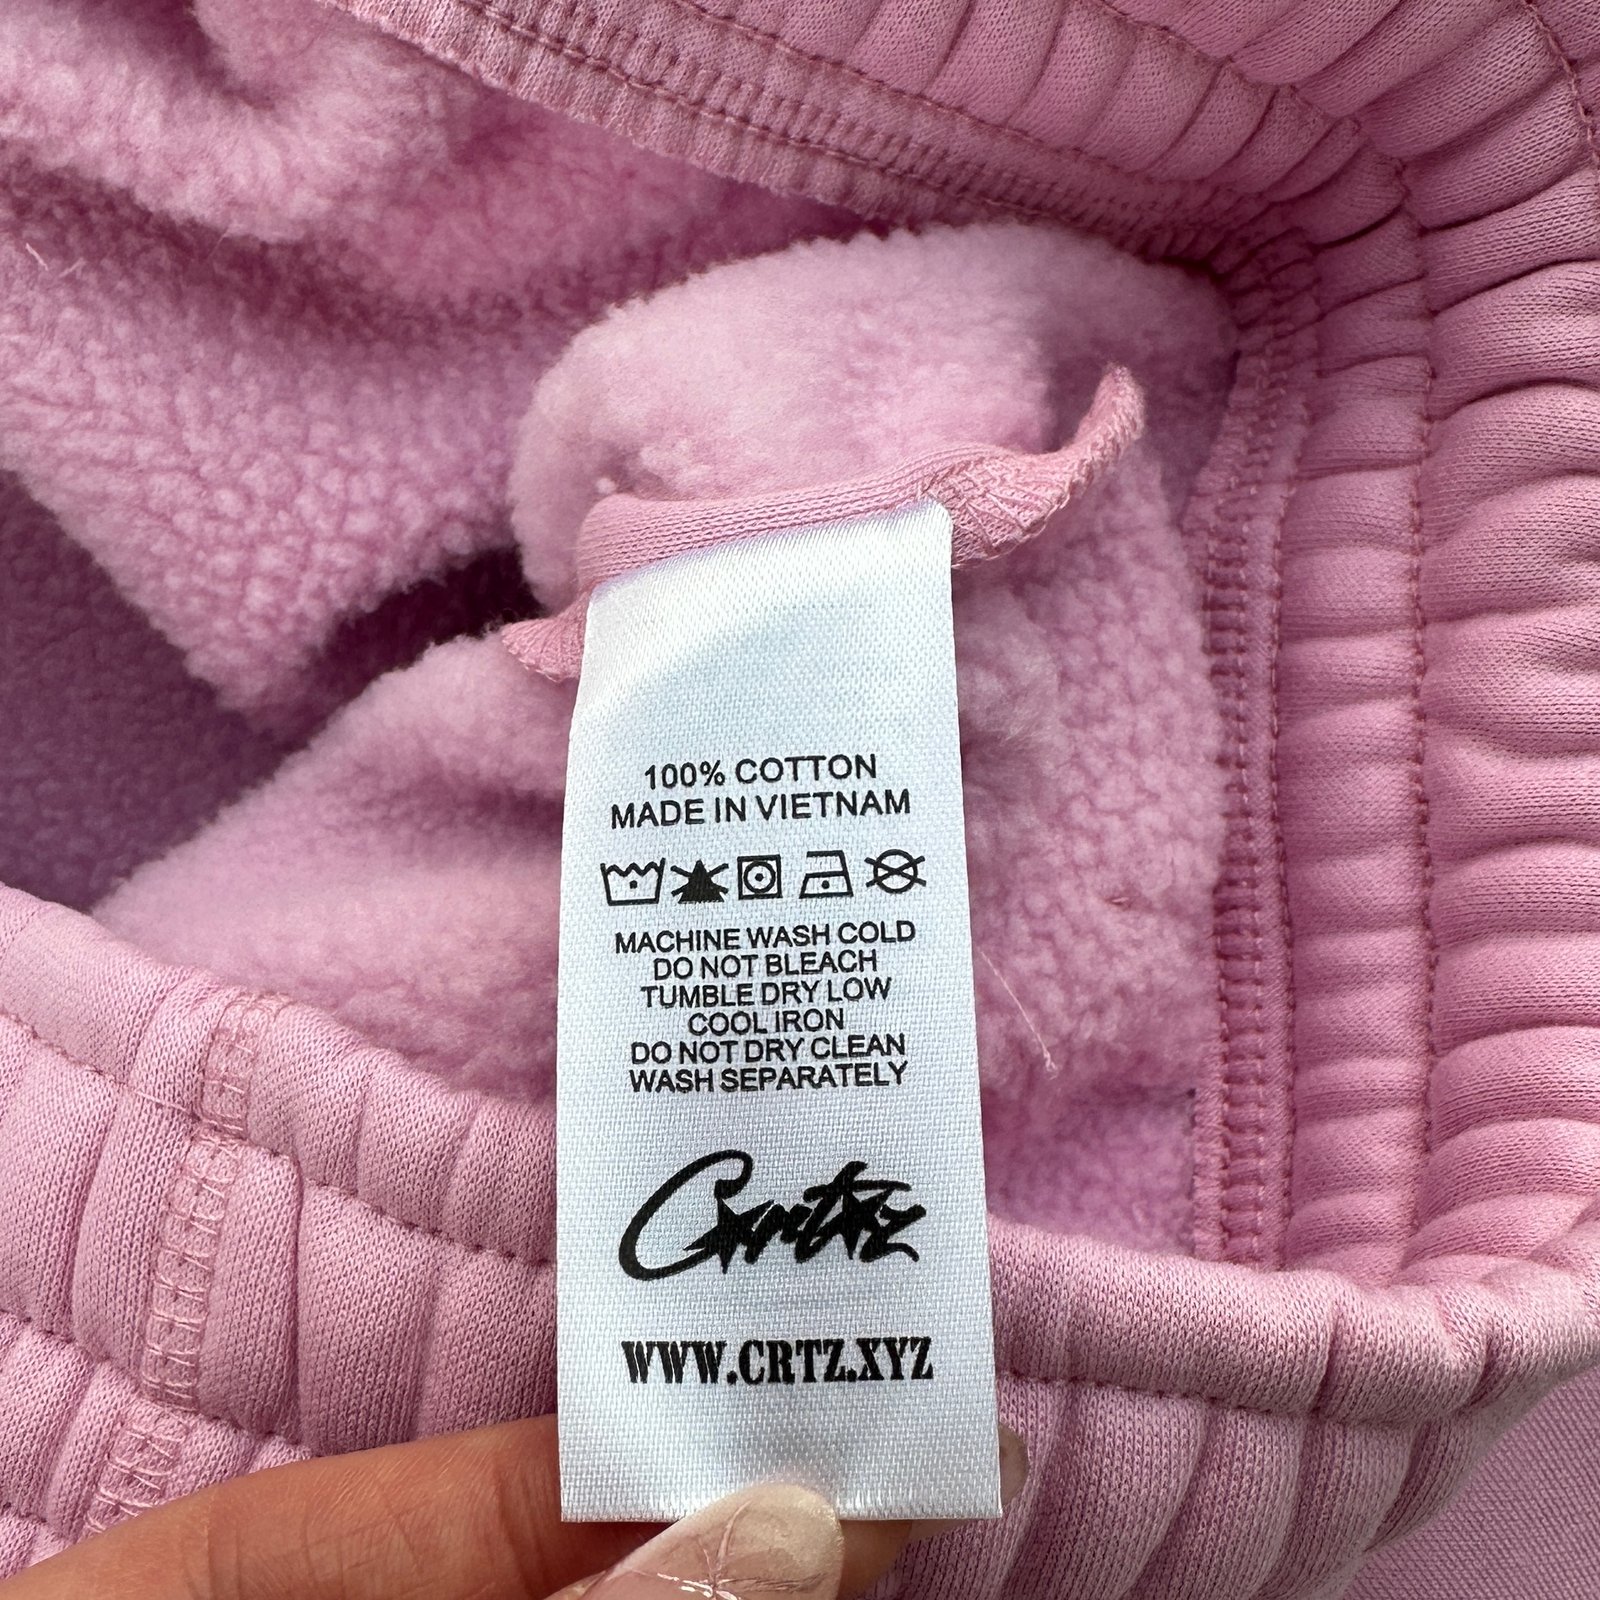 100% COTTON
MADE IN VIETNAM
MACHINE WASH COLD
DO NOT BLEACH
TUMBLE DRY LOW
COOL IRON
DO NOT DRY CLEAN
WASH SEPARATELY
Corteiz
WWW.CRTZ.XYZ